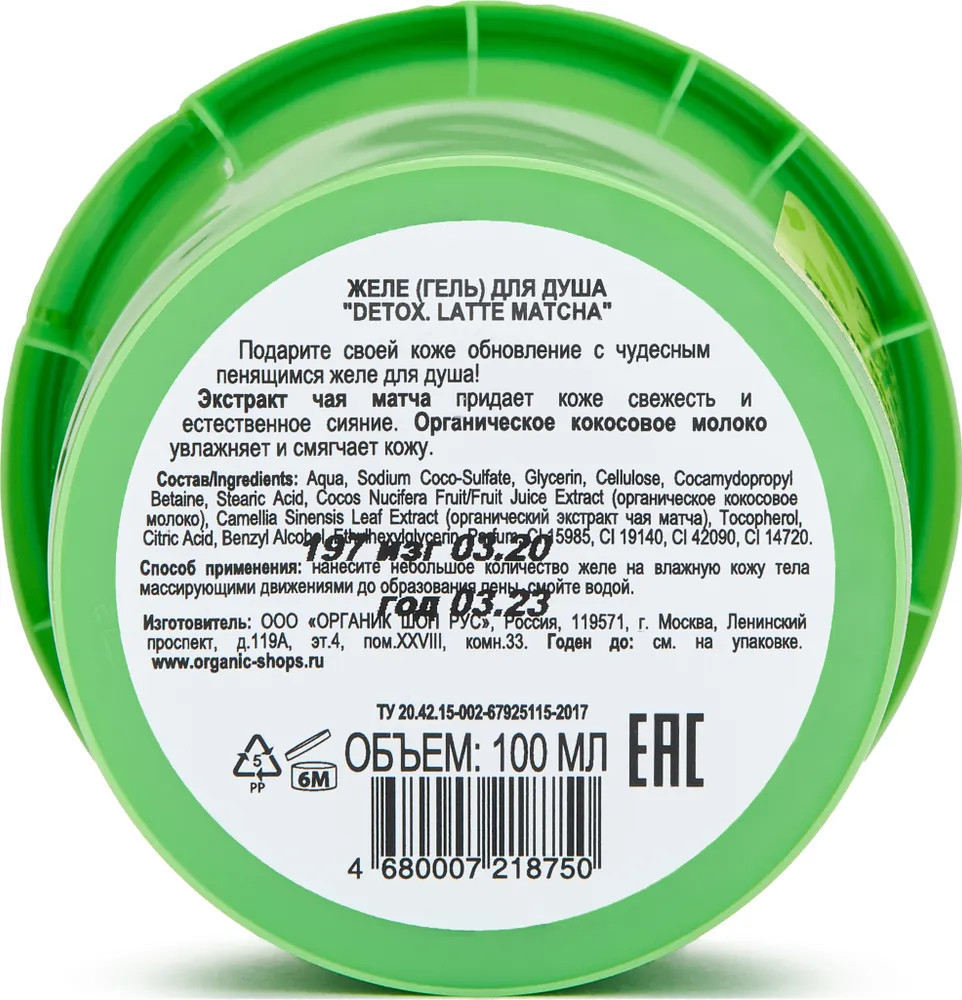 ЖЕЛЕ (ГЕЛЬ) ДЛЯ ДУША
"DETOX. LATTE MATCHA"
Подарите своей коже обновление с чудесным
пенящимся желе для душа!
Экстракт чая матча придает коже свежесть и
естественное сияние. Органическое кокосовое молоко
увлажняет и смягчает кожу.
Состав/Ingredients: Aqua, Sodium Coco-Sulfate, Glycerin, Cellulose, Cocamydopropyl
Betaine, Stearic Acid, Cocos Nucifera Fruit/Fruit Juice Extract (органическое кокосовое
молоко), Camellia Sinensis Leaf Extract (органический экстракт чая матча), Tocopherol,
Citric Acid, Benzyl Alcohol, Ethylhexylglycerin, Parfum, CI 15985, CI 19140, CI 42090, CI 14720.
197 изг 03.20
Способ применения: нанесите небольшое количество желе на влажную кожу тела
массирующими движениями до образования пены, смойте водой.
год 03.23
Изготовитель: ООО «ОРГАНИК ШОП РУС», Россия, 119571, г. Москва, Ленинский
проспект, д.119А, эт.4, пом.XXVIII, комн.33. Годен до: см. на упаковке.
www.organic-shops.ru
ТУ 20.42.15-002-67925115-2017
5
PP
6М
ОБЪЕМ: 100 МЛ
EAC
4 680007 218750